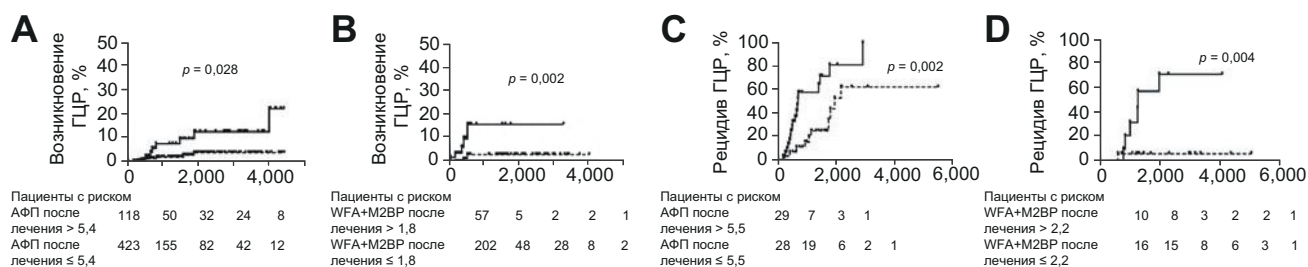 A
Возникновение
ГЦР, %
50
40
30
20
10
0
p = 0,028
2,000
4,000
Пациенты с риском
АФП после
лечения > 5,4
118 50 32 24 8
АФП после
лечения ≤ 5,4
423 155 82 42 12
B
Возникновение
ГЦР, %
50
40
30
20
10
0
p = 0,002
0
2,000
4,000
Пациенты с риском
WFA+M2BP после
лечения > 1,8
57 5 2 2 1
WFA+M2BP после
лечения ≤ 1,8
202 48 28 8 2
C
Рецидив ГЦР, %
100
80
60
40
20
0
p = 0,002
0
2,000
4,000
6,000
Пациенты с риском
АФП после
лечения > 5,5
29 7 3 1
АФП после
лечения ≤ 5,5
28 19 6 2 1
D
Рецидив ГЦР, %
100
80
60
40
20
0
p = 0,004
0
2,000
4,000
6,000
Пациенты с риском
WFA+M2BP после
лечения > 2,2
10 8 3 2 2 1
WFA+M2BP после
лечения ≤ 2,2
16 15 8 6 3 1